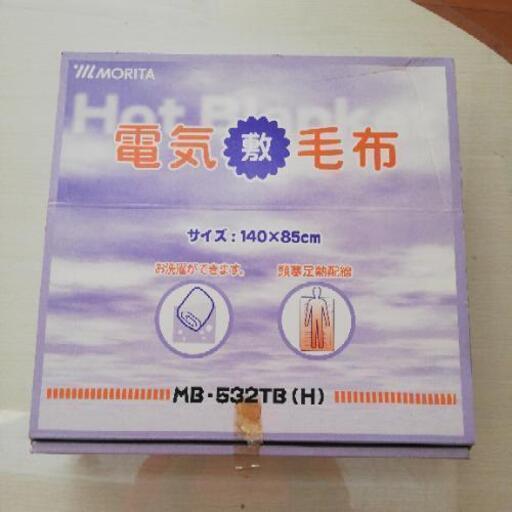 MORITA
Hot Blank
電気敷毛布
サイズ：140×85cm
お洗濯ができます。
頭寒足熱配線
MB-532TB(H)